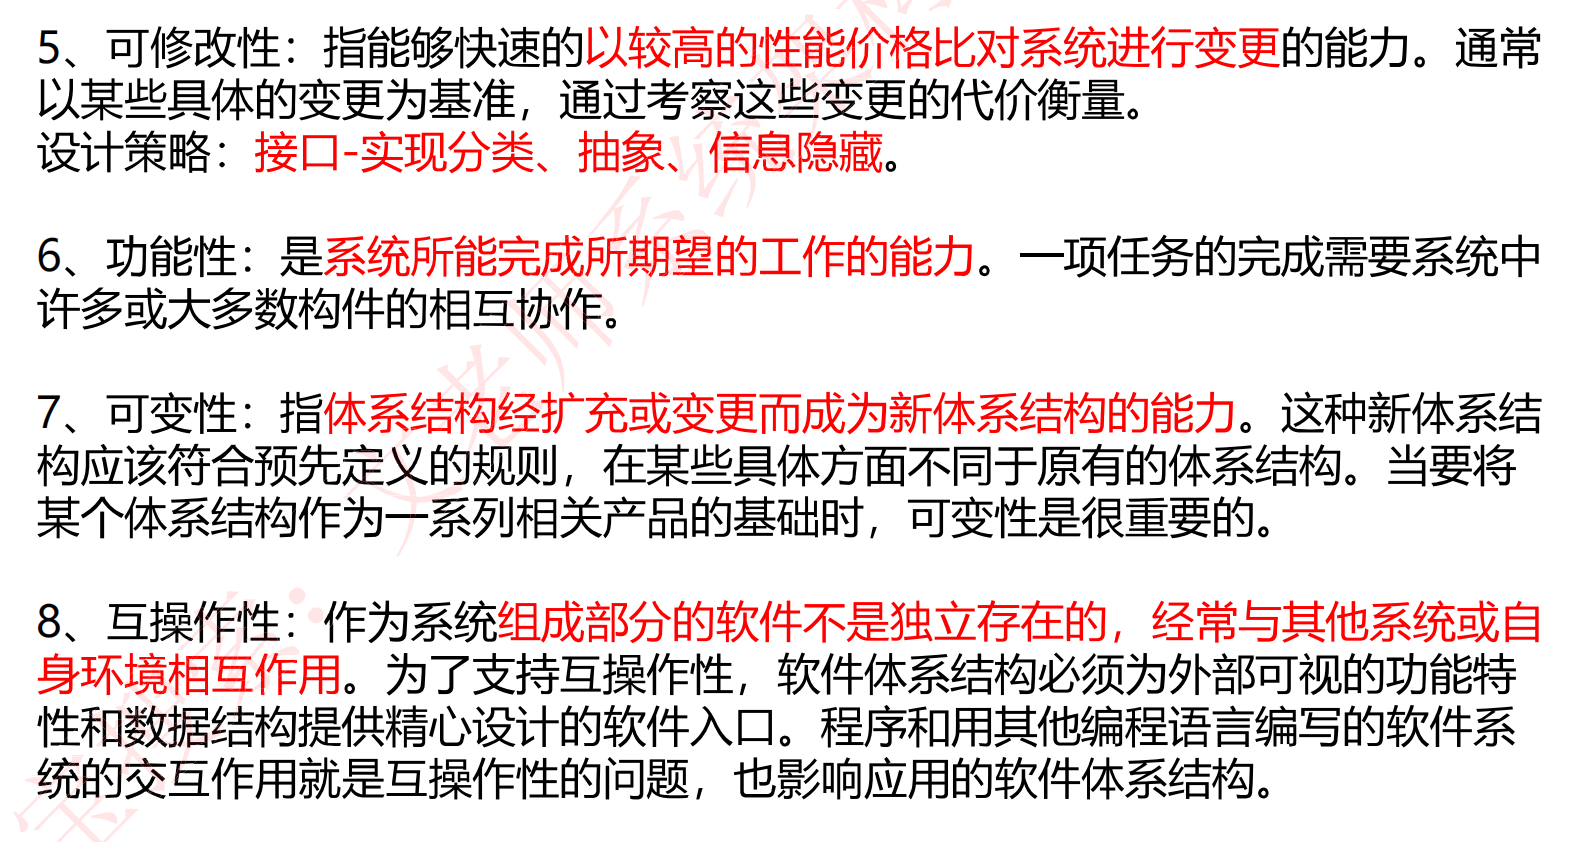 5、可修改性：指能够快速的以较高的性能价格比对系统进行变更的能力。通常
以某些具体的变更为基准，通过考察这些变更的代价衡量。
设计策略：接口-实现分类、抽象、信息隐藏。
6、功能性：是系统所能完成所期望的工作的能力。一项任务的完成需要系统中
许多或大多数构件的相互协作。
7、可变性：指体系结构经扩充或变更而成为新体系结构的能力。这种新体系结
构应该符合预先定义的规则，在某些具体方面不同于原有的体系结构。当要将
某个体系结构作为一系列相关产品的基础时，可变性是很重要的。
8、互操作性：作为系统组成部分的软件不是独立存在的，经常与其他系统或自
身环境相互作用。为了支持互操作性，软件体系结构必须为外部可视的功能特
性和数据结构提供精心设计的软件入口。程序和用其他编程语言编写的软件系
统的交互作用就是互操作性的问题，也影响应用的软件体系结构。
宝搜索：文老师系统架构